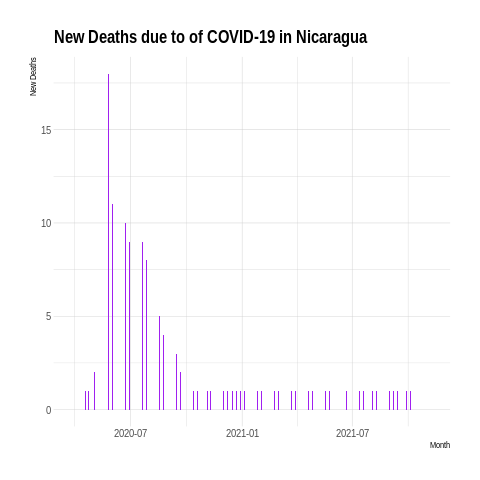 New Deaths due to of COVID-19 in Nicaragua
New Deaths
15
10
5
0
2020-07
2021-01
2021-07
Month